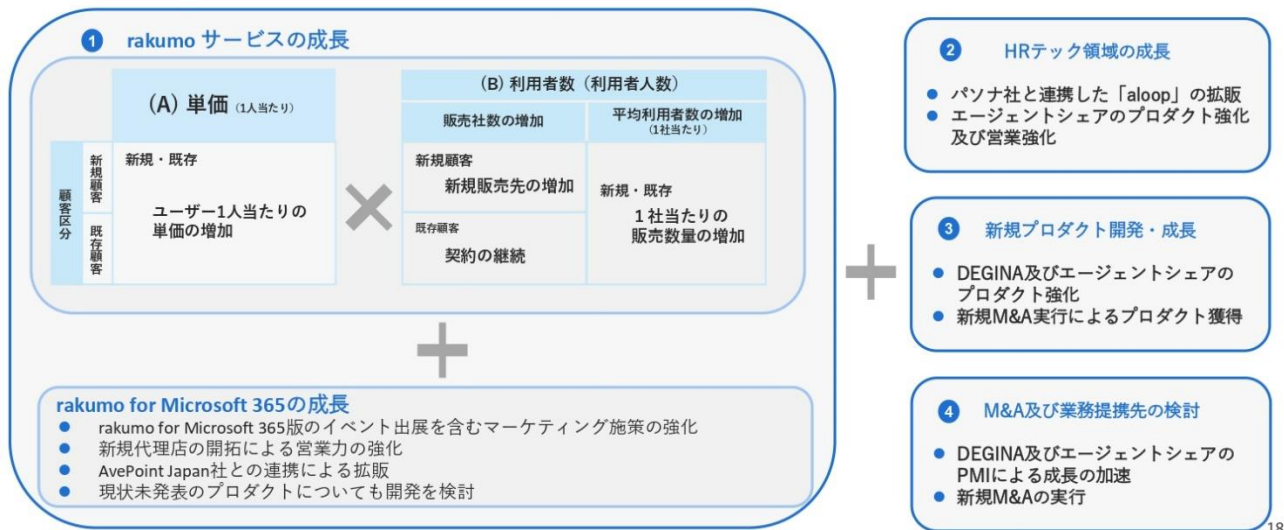 1 rakumo サービスの成長
(A) 単価 (1人当たり)
(B) 利用者数（利用者人数）
販売社数の増加
平均利用者数の増加
(1社当たり)
顧客区分
新規顧客
既存顧客
新規・既存
ユーザー1人当たりの
単価の増加
×
新規顧客
新規販売先の増加
既存顧客
契約の継続
新規・既存
１社当たりの
販売数量の増加
+
rakumo for Microsoft 365の成長
● rakumo for Microsoft 365版のイベント出展を含むマーケティング施策の強化
● 新規代理店の開拓による営業力の強化
● AvePoint Japan社との連携による拡販
● 現状未発表のプロダクトについても開発を検討
+
2 HRテック領域の成長
● パソナ社と連携した「aloop」の拡販
● エージェントシェアのプロダクト強化
及び営業強化
3 新規プロダクト開発・成長
● DEGINA及びエージェントシェアの
プロダクト強化
● 新規M&A実行によるプロダクト獲得
4 M&A及び業務提携先の検討
● DEGINA及びエージェントシェアの
PMIによる成長の加速
● 新規M&Aの実行
18